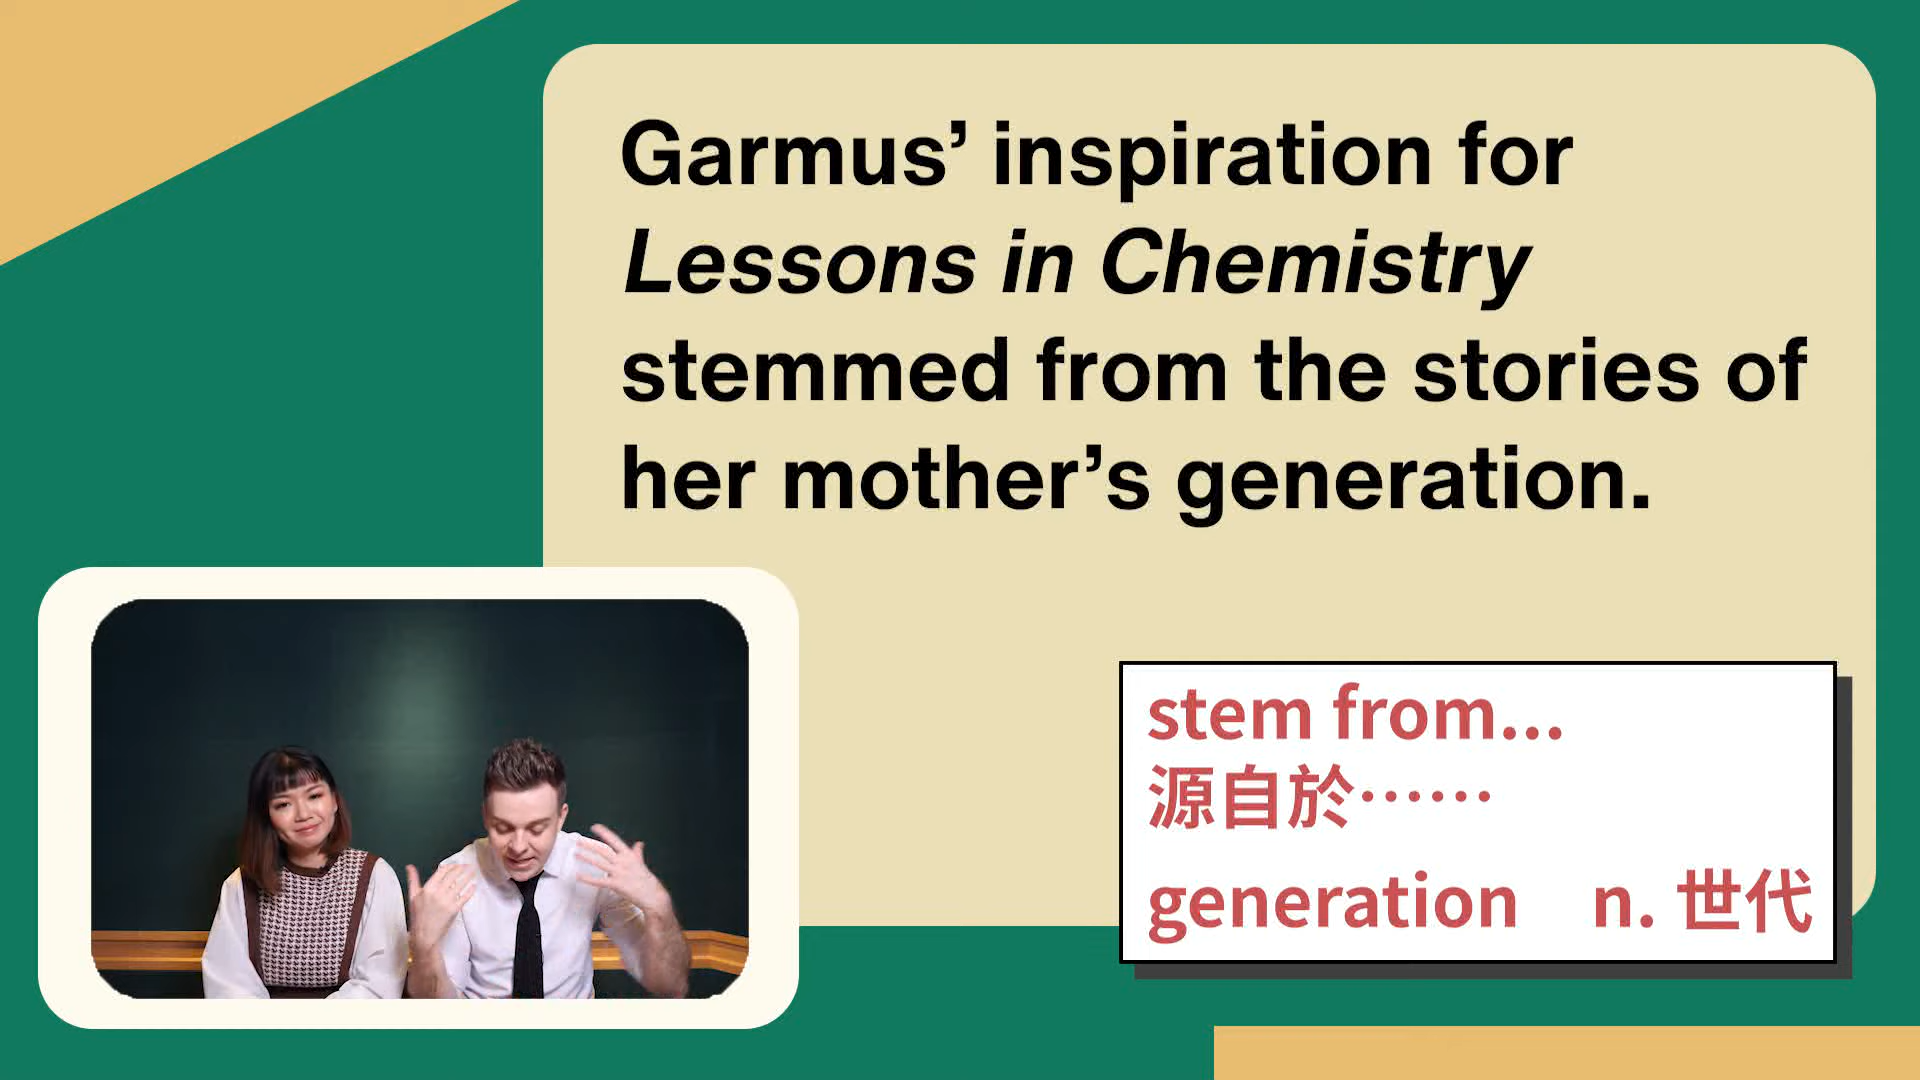 Garmus’ inspiration for
Lessons in Chemistry
stemmed from the stories of
her mother’s generation.
stem from...
源自於⋯⋯
generation n. 世代